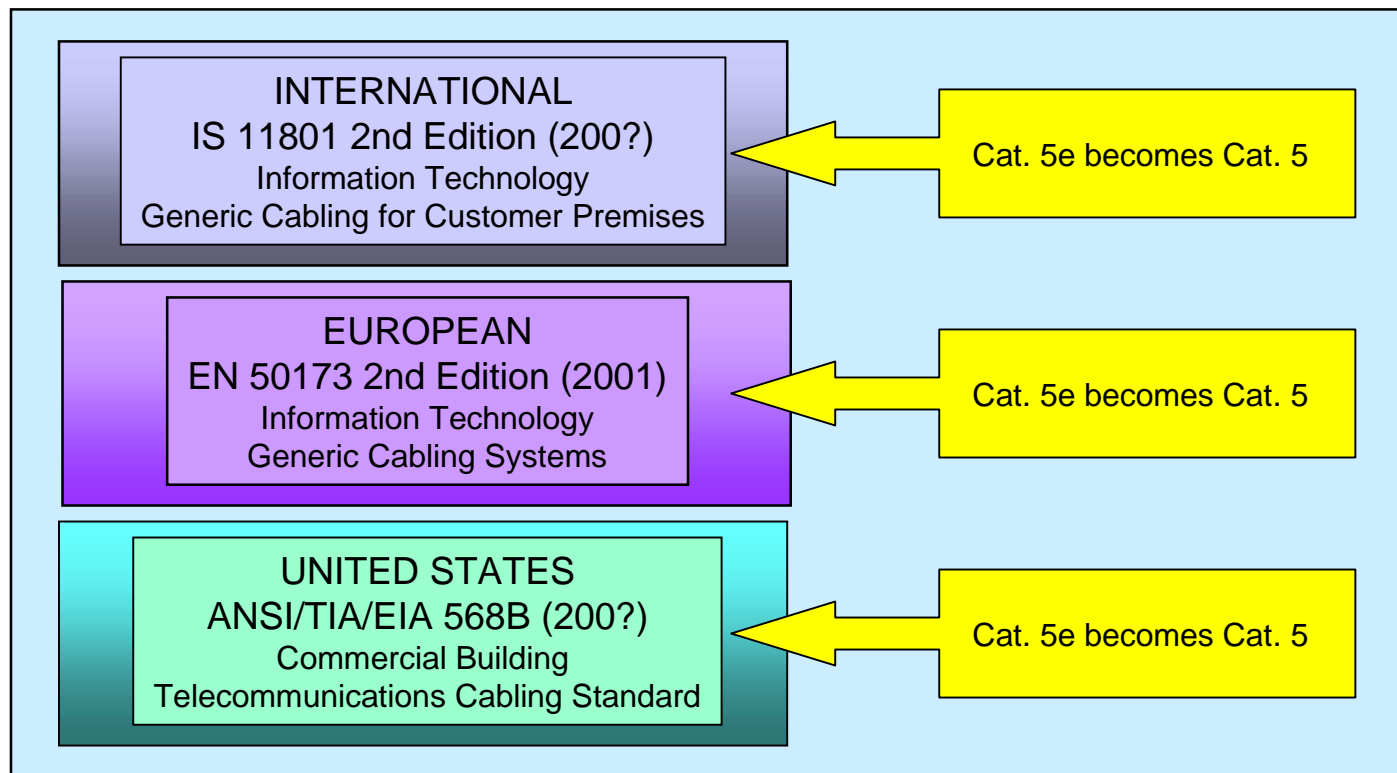 INTERNATIONAL
IS 11801 2nd Edition (200?)
Information Technology
Generic Cabling for Customer Premises
Cat. 5e becomes Cat. 5
EUROPEAN
EN 50173 2nd Edition (2001)
Information Technology
Generic Cabling Systems
Cat. 5e becomes Cat. 5
UNITED STATES
ANSI/TIA/EIA 568B (200?)
Commercial Building
Telecommunications Cabling Standard
Cat. 5e becomes Cat. 5